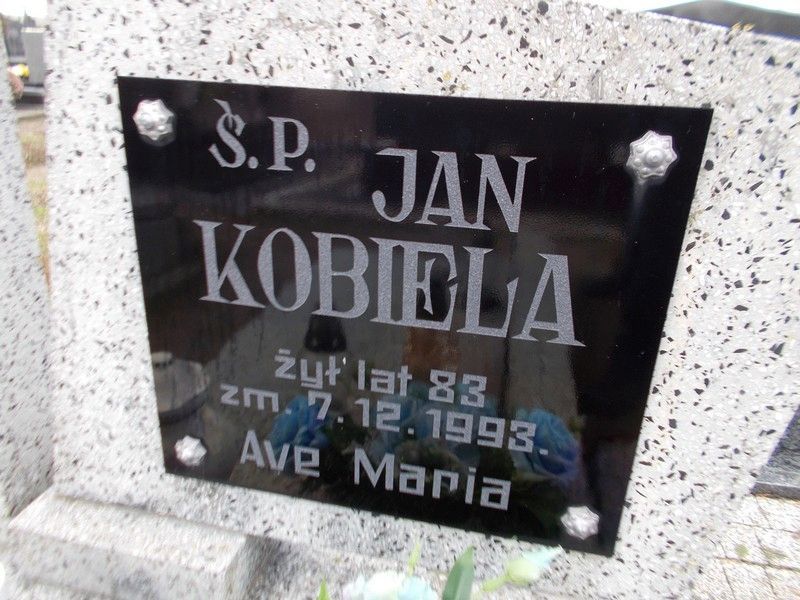 Ś.P. JAN
KOBIELA
żył lat 83
zm. 7.12.1993.
Ave Maria